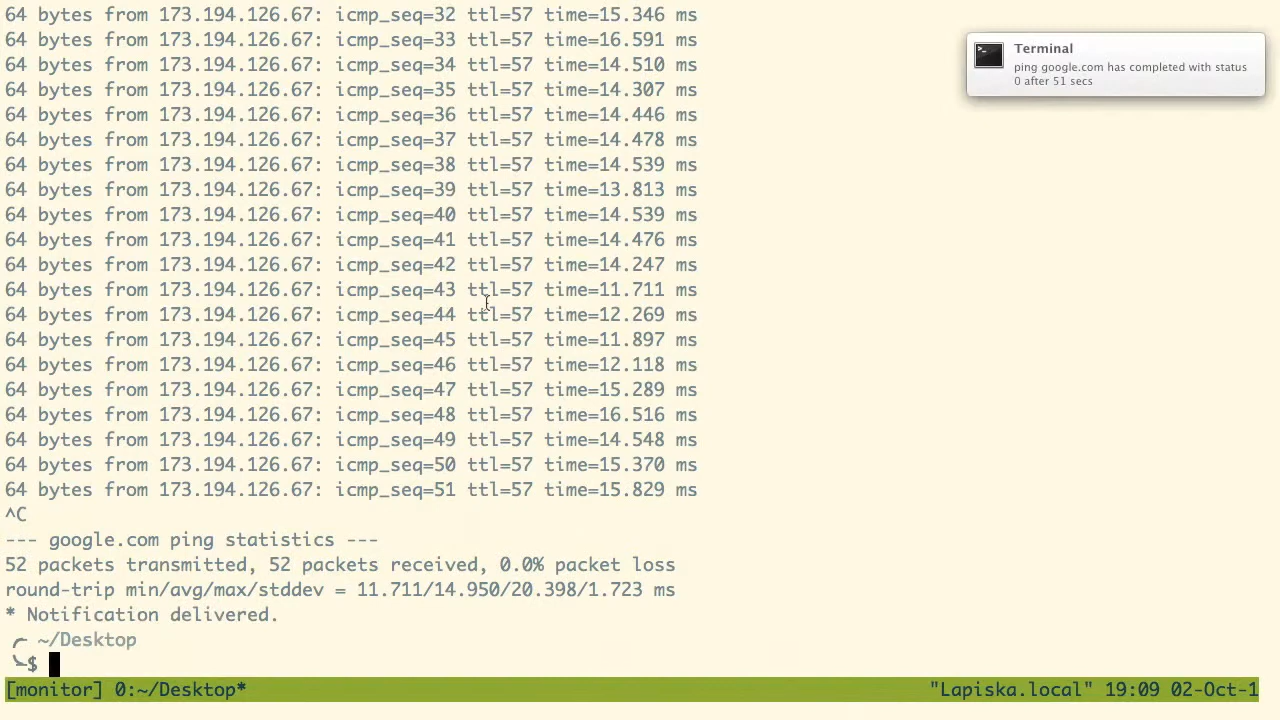 64 bytes from 173.194.126.67: icmp_seq=32 ttl=57 time=15.346 ms
64 bytes from 173.194.126.67: icmp_seq=33 ttl=57 time=16.591 ms
64 bytes from 173.194.126.67: icmp_seq=34 ttl=57 time=14.510 ms
64 bytes from 173.194.126.67: icmp_seq=35 ttl=57 time=14.307 ms
64 bytes from 173.194.126.67: icmp_seq=36 ttl=57 time=14.446 ms
64 bytes from 173.194.126.67: icmp_seq=37 ttl=57 time=14.478 ms
64 bytes from 173.194.126.67: icmp_seq=38 ttl=57 time=14.539 ms
64 bytes from 173.194.126.67: icmp_seq=39 ttl=57 time=13.813 ms
64 bytes from 173.194.126.67: icmp_seq=40 ttl=57 time=14.539 ms
64 bytes from 173.194.126.67: icmp_seq=41 ttl=57 time=14.476 ms
64 bytes from 173.194.126.67: icmp_seq=42 ttl=57 time=14.247 ms
64 bytes from 173.194.126.67: icmp_seq=43 ttl=57 time=11.711 ms
64 bytes from 173.194.126.67: icmp_seq=44 ttl=57 time=12.269 ms
64 bytes from 173.194.126.67: icmp_seq=45 ttl=57 time=11.897 ms
64 bytes from 173.194.126.67: icmp_seq=46 ttl=57 time=12.118 ms
64 bytes from 173.194.126.67: icmp_seq=47 ttl=57 time=15.289 ms
64 bytes from 173.194.126.67: icmp_seq=48 ttl=57 time=16.516 ms
64 bytes from 173.194.126.67: icmp_seq=49 ttl=57 time=14.548 ms
64 bytes from 173.194.126.67: icmp_seq=50 ttl=57 time=15.370 ms
64 bytes from 173.194.126.67: icmp_seq=51 ttl=57 time=15.829 ms
^C
--- google.com ping statistics ---
52 packets transmitted, 52 packets received, 0.0% packet loss
round-trip min/avg/max/stddev = 11.711/14.950/20.398/1.723 ms
* Notification delivered.
╭─ ~/Desktop
╰─$
[monitor] 0:~/Desktop* "Lapiska.local" 19:09 02-Oct-1
Terminal
ping google.com has completed with status
0 after 51 secs